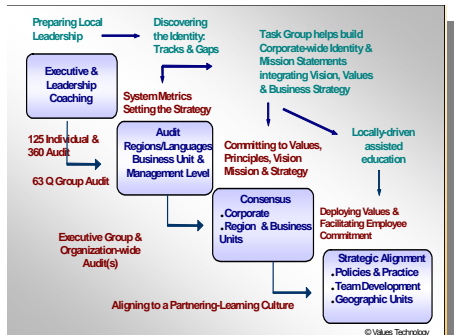 Preparing Local
Leadership
Discovering
the Identity:
Tracks & Gaps
Task Group helps build
Corporate-wide Identity &
Mission Statements
integrating Vision, Values
& Business Strategy
Executive &
Leadership
Coaching
System Metrics
Setting the Strategy
125 Individual &
360 Audit
63 Q Group Audit
Audit
Regions/Languages
Business Unit &
Management Level
Committing to Values,
Principles, Vision
Mission & Strategy
Locally-driven
assisted
education
Consensus
.Corporate
.Region & Business
Units
Deploying Values &
Facilitating Employee
Commitment
Executive Group &
Organization-wide
Audit(s)
Strategic Alignment
.Policies & Practice
.Team Development
.Geographic Units
Aligning to a Partnering-Learning Culture
© Values Technology